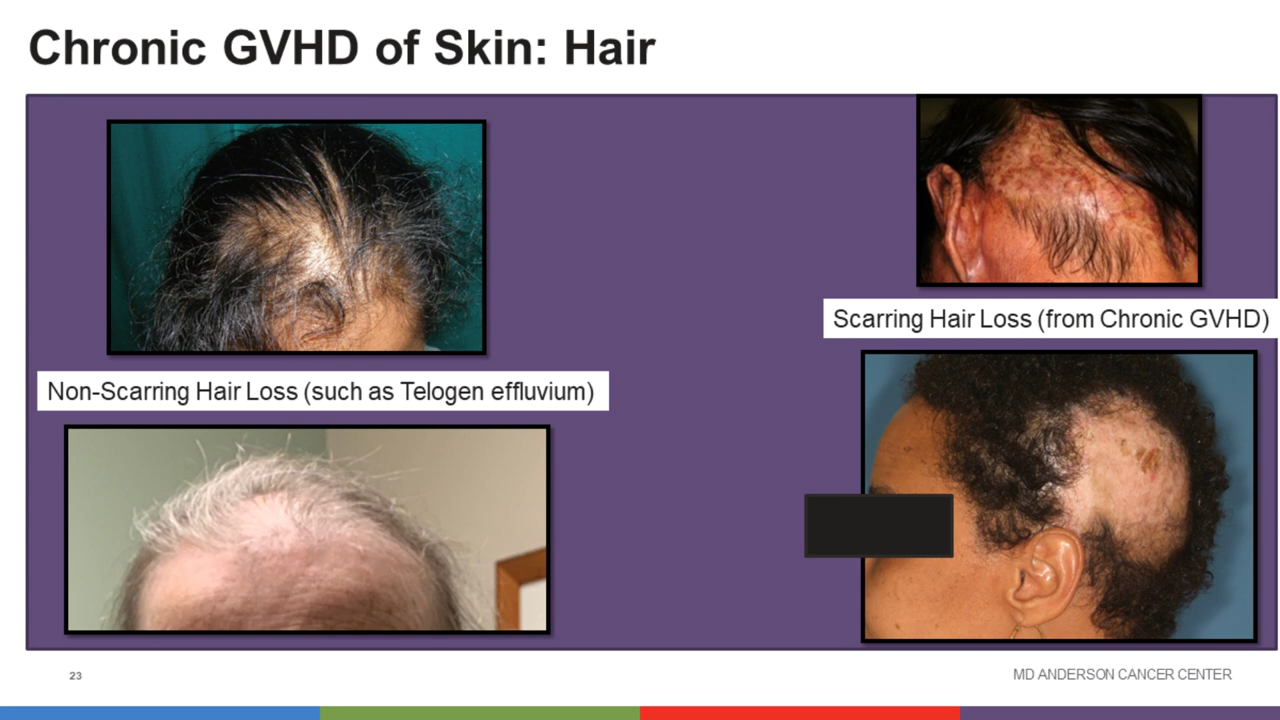 Chronic GVHD of Skin: Hair
Non-Scarring Hair Loss (such as Telogen effluvium)
Scarring Hair Loss (from Chronic GVHD)
23
MD ANDERSON CANCER CENTER